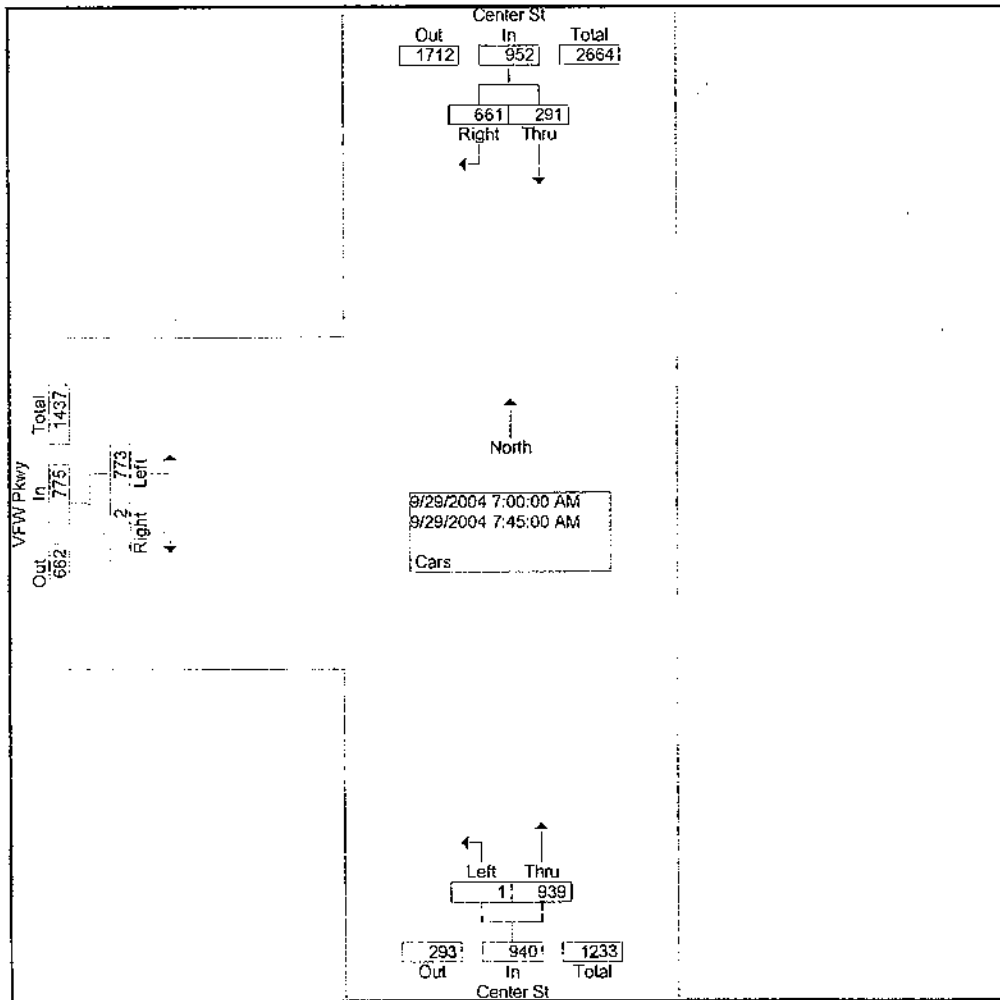 Center St
Out In Total
1712 952 2664
661 291
Right Thru
VFW Pkwy
Out In Total
662 775 1437
2 773
Right Left
North
9/29/2004 7:00:00 AM
9/29/2004 7:45:00 AM
Cars
Left Thru
1 939
293 940 1233
Out In Total
Center St